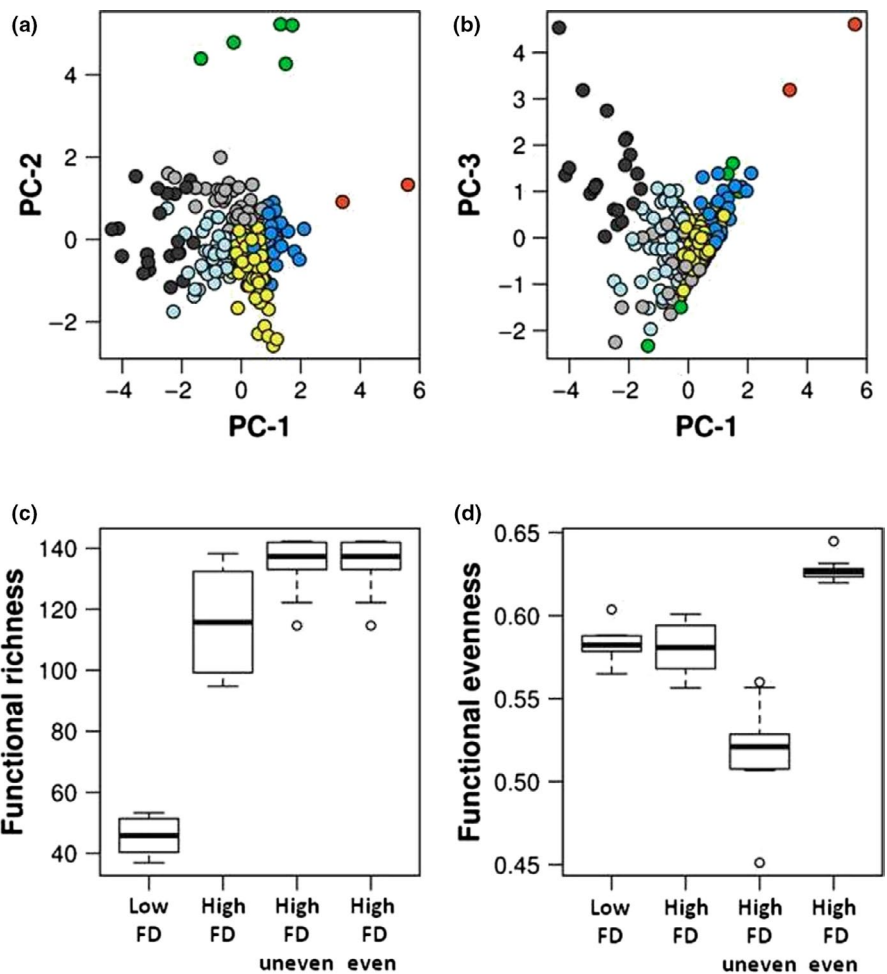 (a)
PC-2
4
2
0
−2
−4 −2 0 2 4 6
PC-1
(b)
PC-3
4
3
2
1
0
−1
−2
−4 −2 0 2 4 6
PC-1
(c)
Functional richness
140
120
100
80
60
40
Low High High High
FD FD FD FD
uneven even
(d)
Functional evenness
0.65
0.60
0.55
0.50
0.45
Low High High High
FD FD FD FD
uneven even